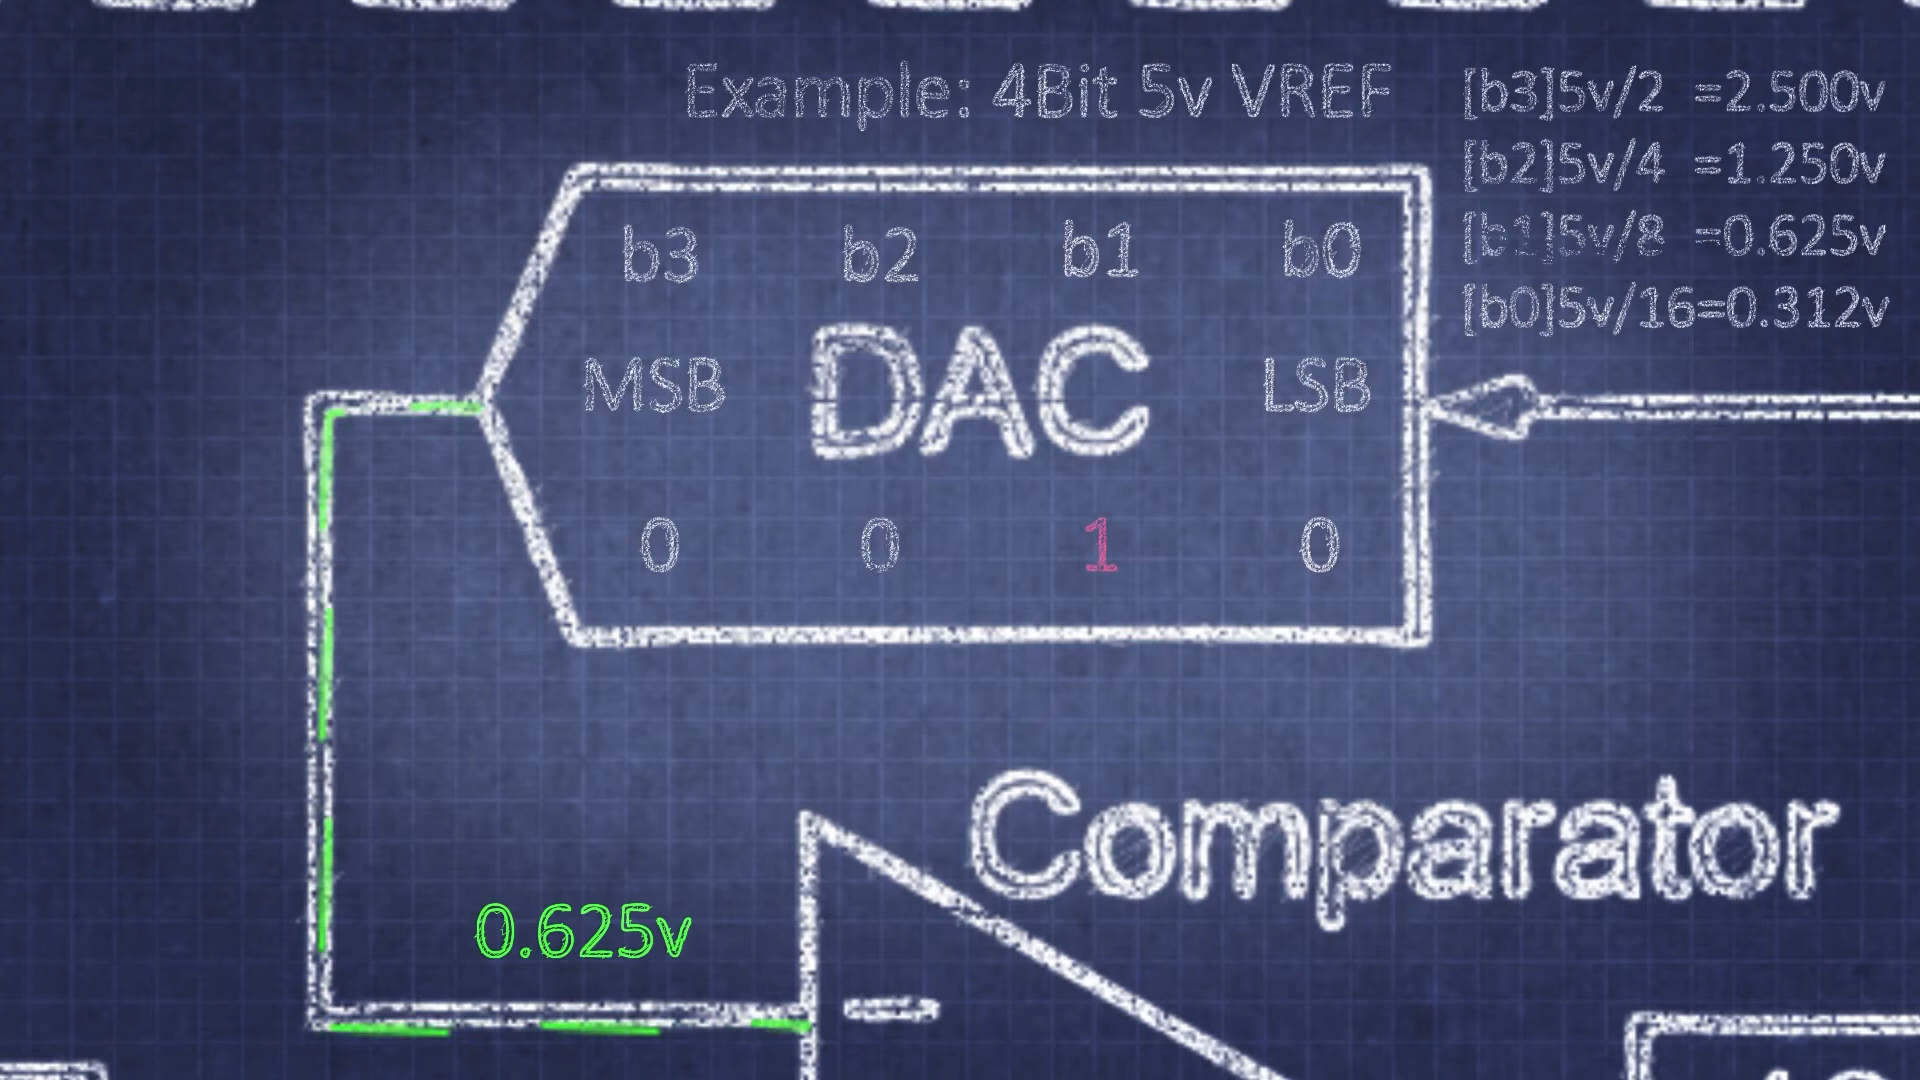 Example: 4Bit 5v VREF
[b3]5v/2 =2.500v
[b2]5v/4 =1.250v
[b1]5v/8 =0.625v
[b0]5v/16=0.312v
b3 b2 b1 b0
MSB DAC LSB
0 0 1 0
Comparator
0.625v
-